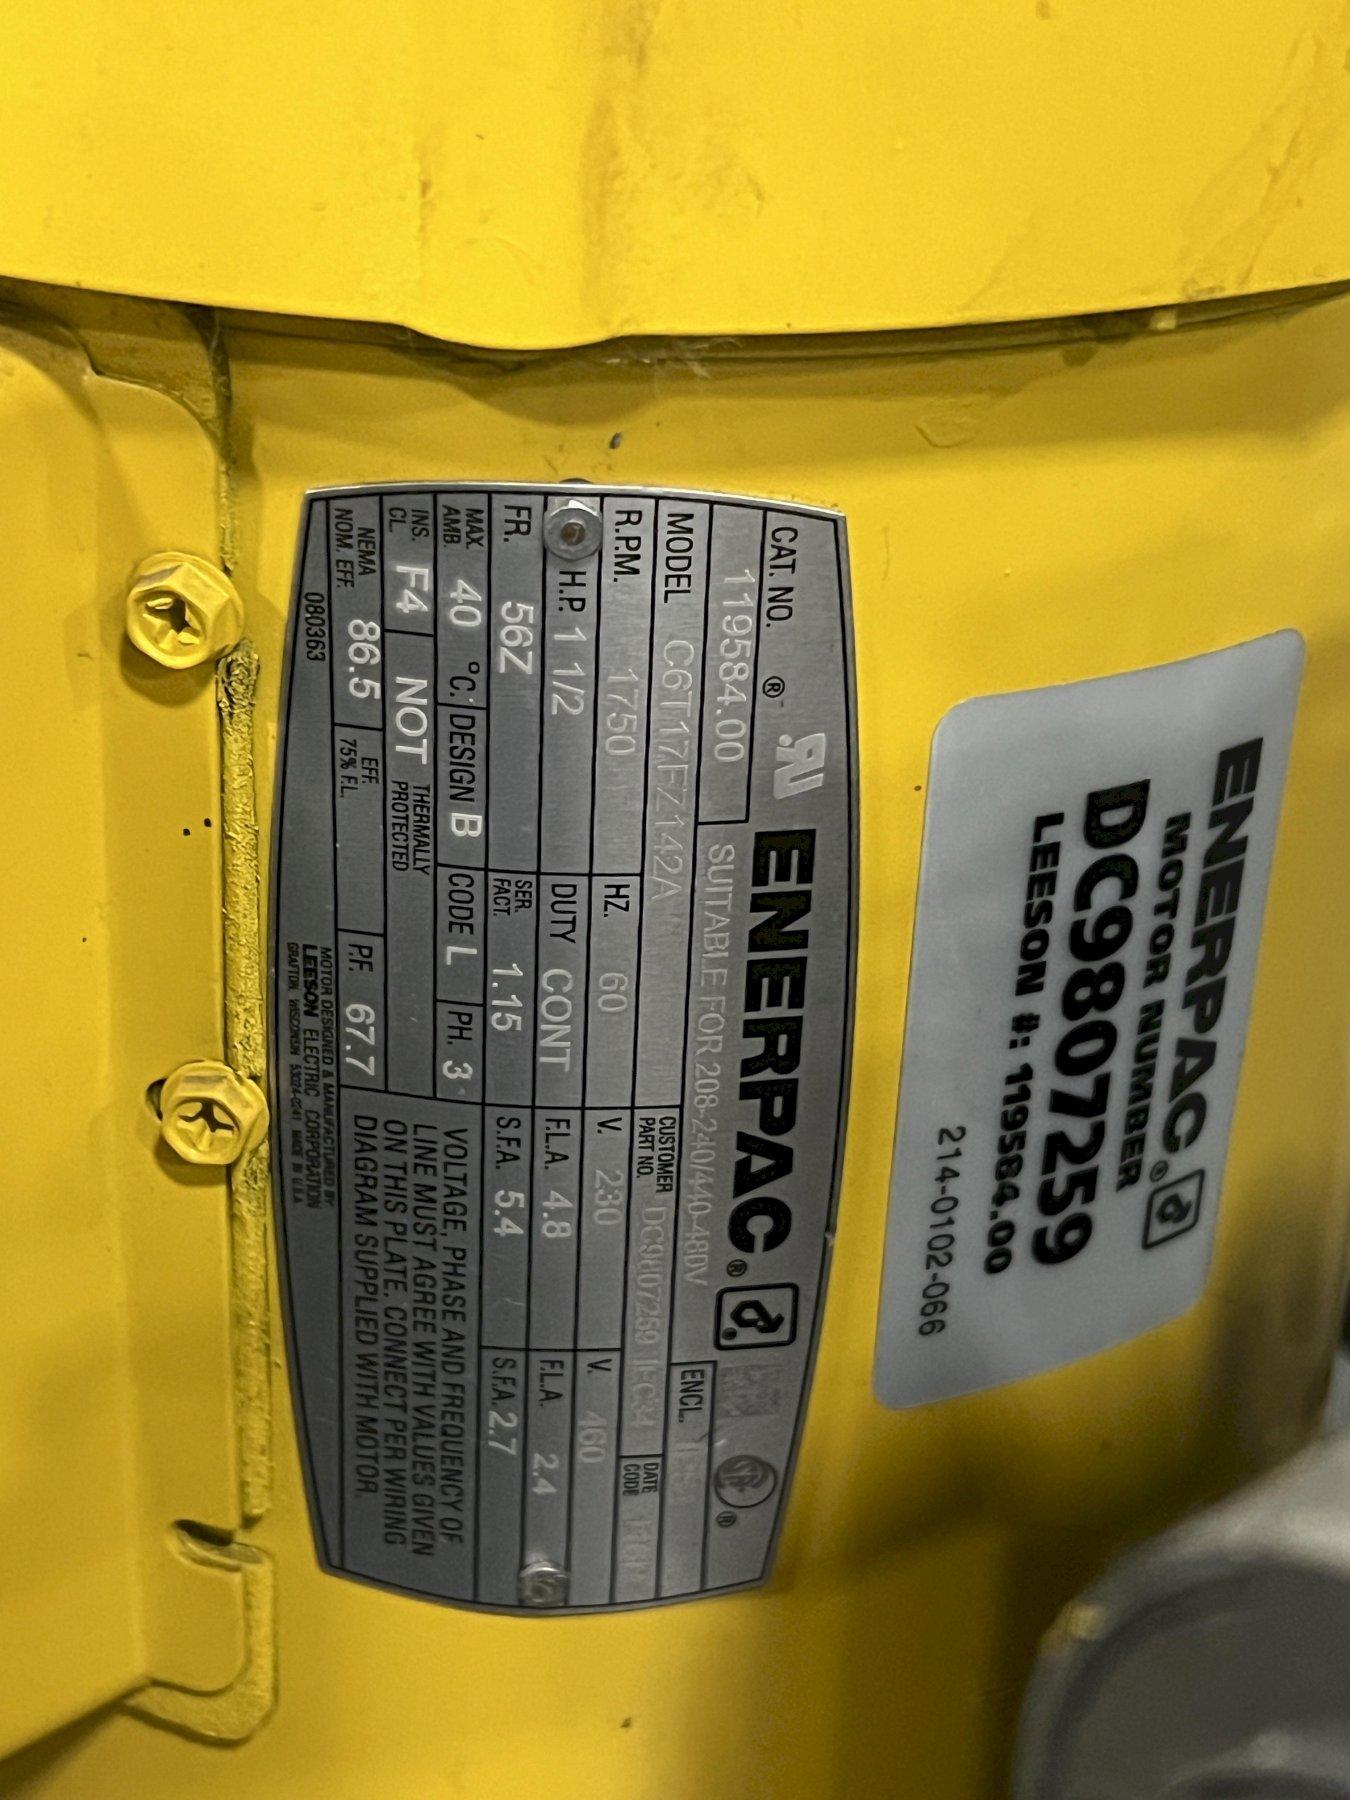 CAT. NO. ® ENERPAC® ®
119584.00 SUITABLE FOR 208-240/440-480V ENCL.
MODEL C6T17FZ142A CUSTOMER PART NO. DC9807259 IEC34 DATE CODE
R.P.M. 1750 HZ. 60 V. 230 V. 460
H.P. 1 1/2 DUTY CONT F.L.A. 4.8 F.L.A. 2.4
FR. 56Z SER. FACT. 1.15 S.F.A. 5.4 S.F.A. 2.7
MAX. AMB. 40 °C. DESIGN B CODE L PH. 3
INS. CL. F4 NOT THERMALLY PROTECTED
NEMA NOM. EFF. 86.5 EFF. 75% F.L. P.F. 67.7
VOLTAGE, PHASE AND FREQUENCY OF
LINE MUST AGREE WITH VALUES GIVEN
ON THIS PLATE. CONNECT PER WIRING
DIAGRAM SUPPLIED WITH MOTOR.
080363
MOTOR DESIGNED & MANUFACTURED BY
LEESON ELECTRIC CORPORATION
GRAFTON, WISCONSIN 53024-0241 MADE IN U.S.A.
ENERPAC®
MOTOR NUMBER
DC9807259
LEESON #: 119584.00
214-0102-066